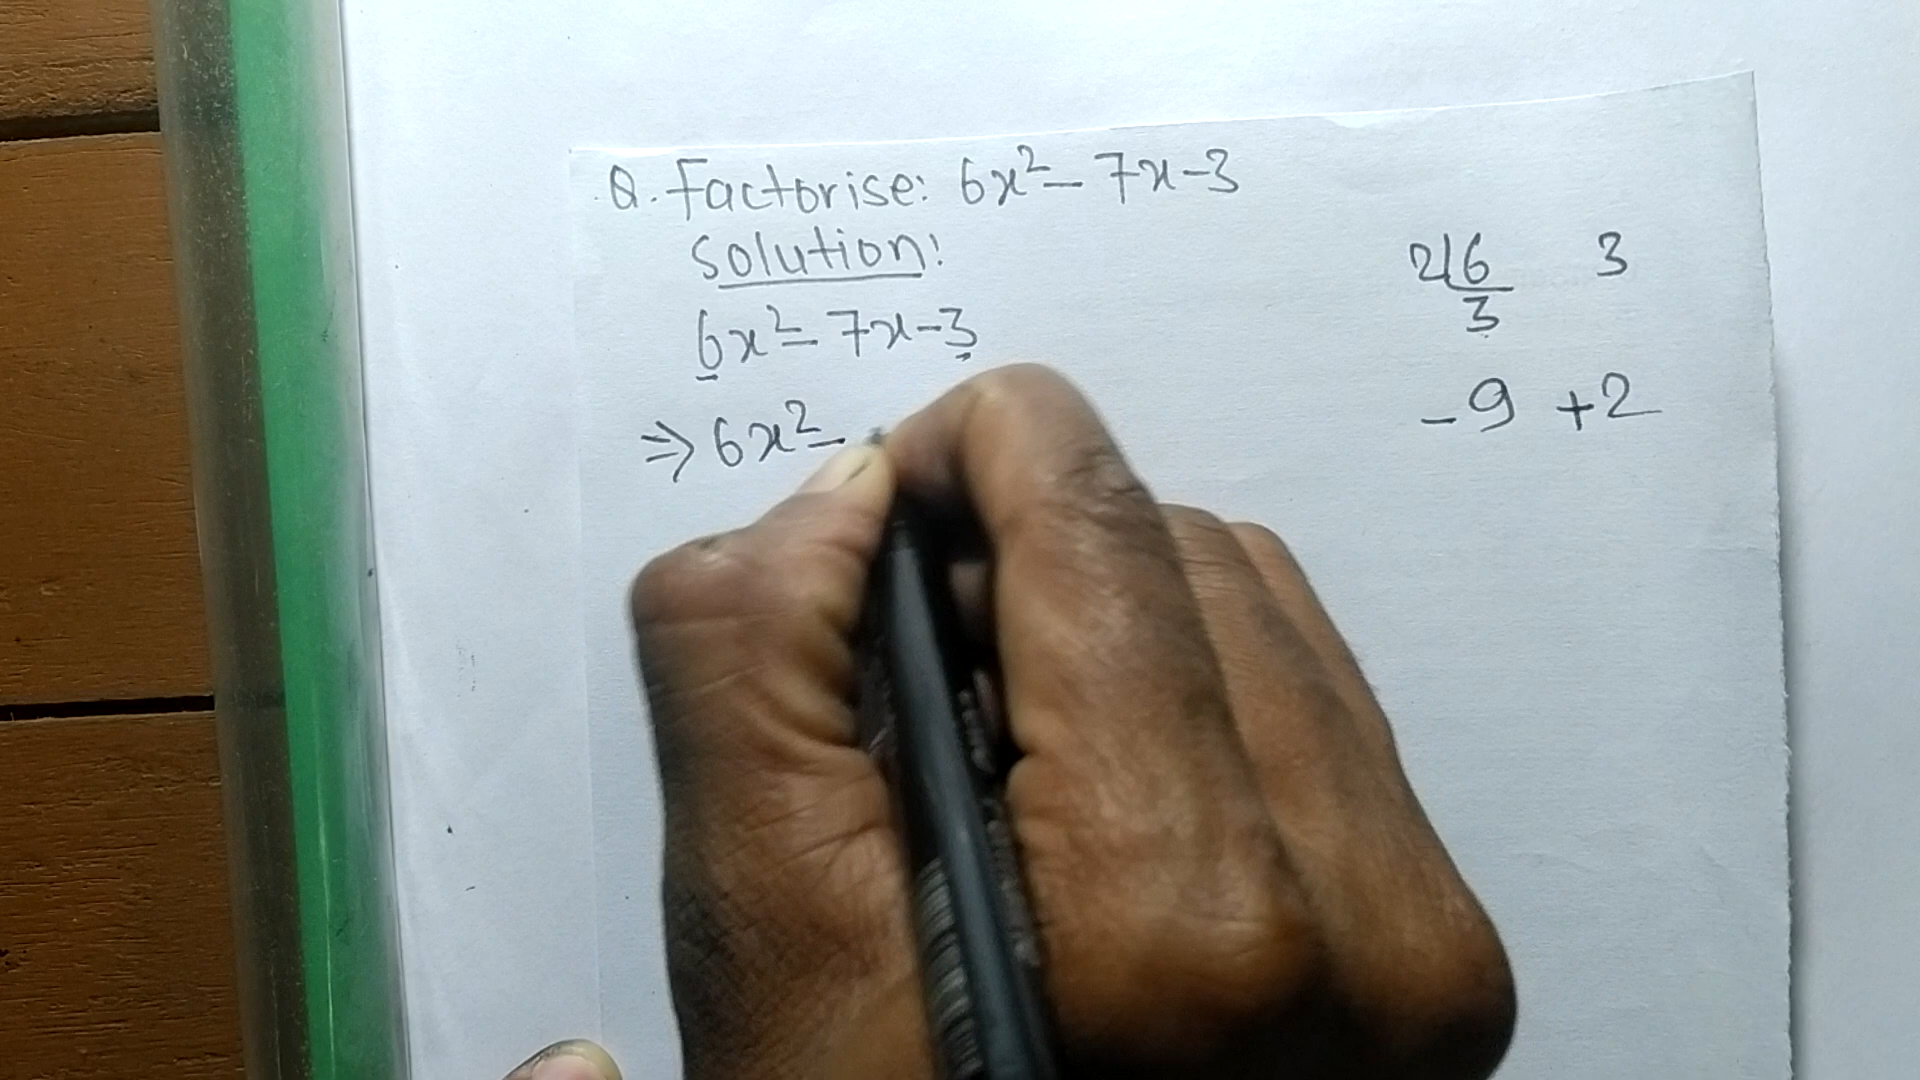 Q. Factorise: 6x² - 7x - 3
Solution:
6x² - 7x - 3
⇒ 6x² -
2|6 3
3
- 9 + 2